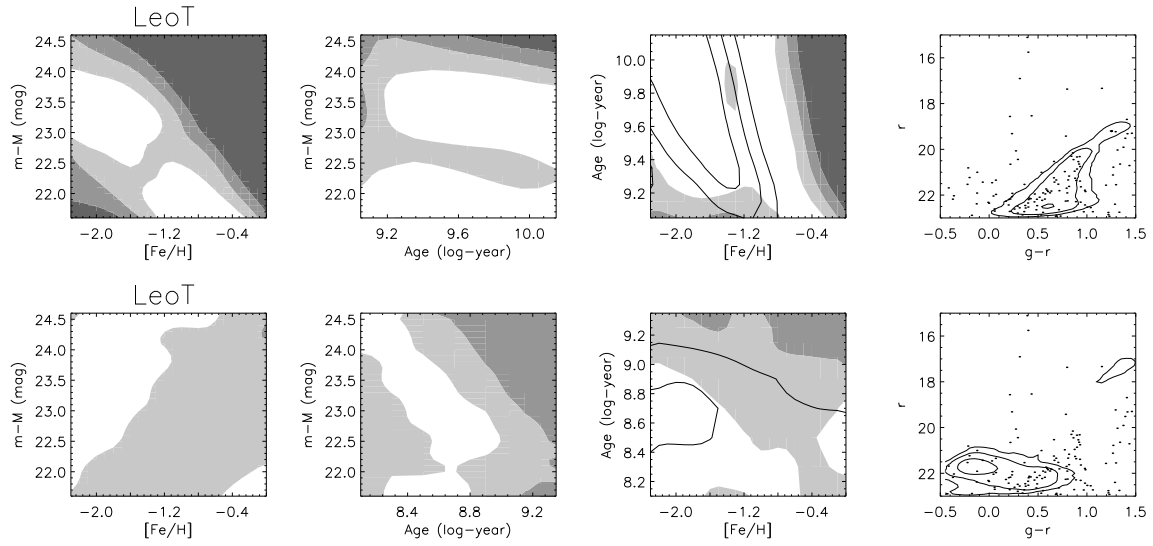 LeoT
24.5
24.0
23.5
23.0
22.5
22.0
m-M (mag)
-2.0 -1.2 -0.4
[Fe/H]
24.5
24.0
23.5
23.0
22.5
22.0
m-M (mag)
9.2 9.6 10.0
Age (log-year)
10.0
9.8
9.6
9.4
9.2
Age (log-year)
-2.0 -1.2 -0.4
[Fe/H]
16
18
20
22
r
-0.5 0.0 0.5 1.0 1.5
g-r
LeoT
24.5
24.0
23.5
23.0
22.5
22.0
m-M (mag)
-2.0 -1.2 -0.4
[Fe/H]
24.5
24.0
23.5
23.0
22.5
22.0
m-M (mag)
8.4 8.8 9.2
Age (log-year)
9.2
9.0
8.8
8.6
8.4
8.2
Age (log-year)
-2.0 -1.2 -0.4
[Fe/H]
16
18
20
22
r
-0.5 0.0 0.5 1.0 1.5
g-r